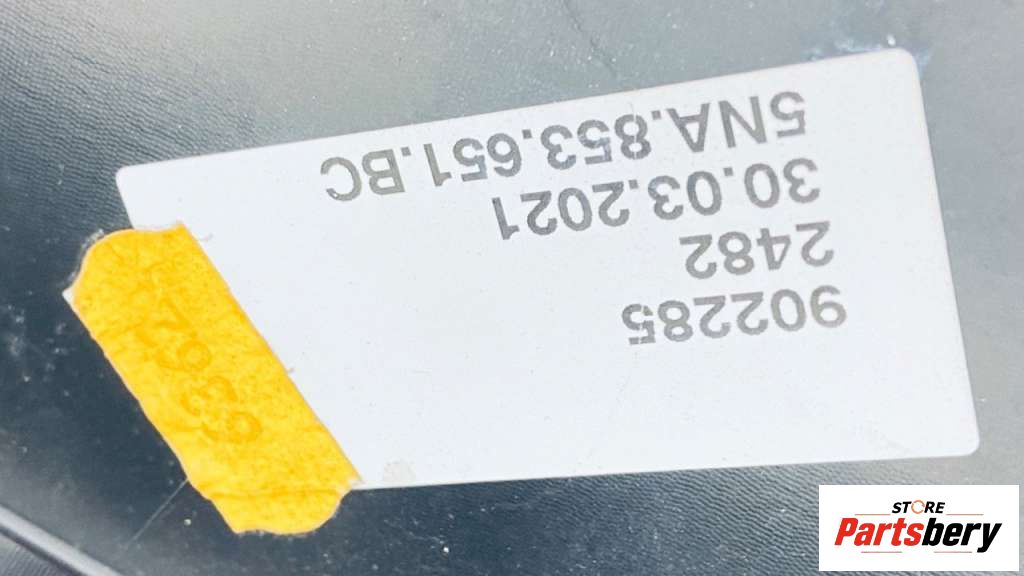 5NA.853.651.BC
30.03.2021
2482
902285
STORE
Partsbery